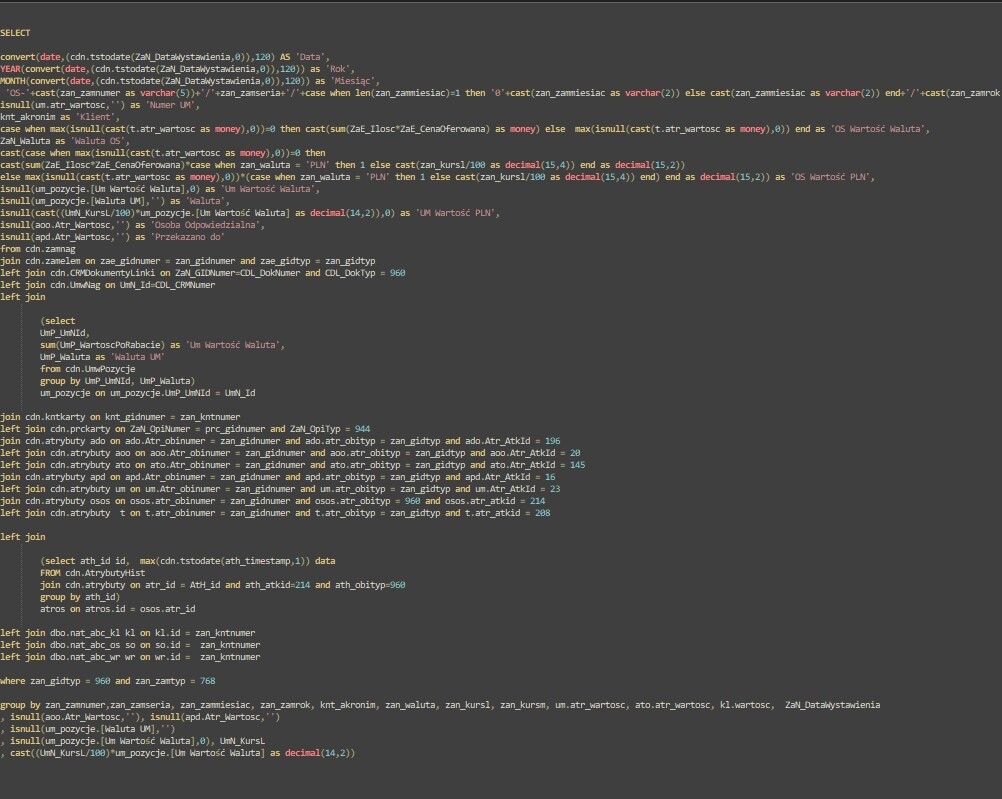 SELECT
convert(date,(cdn.tstodate(ZaN_DataWystawienia,0)),120) AS 'Data',
YEAR(convert(date,(cdn.tstodate(ZaN_DataWystawienia,0)),120)) as 'Rok',
MONTH(convert(date,(cdn.tstodate(ZaN_DataWystawienia,0)),120)) as 'Miesiąc',
'OS-'+cast(zan_zamnumer as varchar(5))+'/'+zan_zamseria+'/'+case when len(zan_zammiesiac)=1 then '0'+cast(zan_zammiesiac as varchar(2)) else cast(zan_zammiesiac as varchar(2)) end+'/'+cast(zan_zamrok
isnull(um.atr_wartosc,'') as 'Numer UM',
knt_akronim as 'Klient',
case when max(isnull(cast(t.atr_wartosc as money),0))=0 then cast(sum(ZaE_Ilosc*ZaE_CenaOferowana) as money) else  max(isnull(cast(t.atr_wartosc as money),0)) end as 'OS Wartość Waluta',
ZaN_Waluta as 'Waluta OS',
cast(case when max(isnull(cast(t.atr_wartosc as money),0))=0 then
cast(sum(ZaE_Ilosc*ZaE_CenaOferowana)*case when zan_waluta = 'PLN' then 1 else cast(zan_kursl/100 as decimal(15,4)) end as decimal(15,2))
else max(isnull(cast(t.atr_wartosc as money),0))*(case when zan_waluta = 'PLN' then 1 else cast(zan_kursl/100 as decimal(15,4)) end) end as decimal(15,2)) as 'OS Wartość PLN',
isnull(um_pozycje.[Um Wartość Waluta],0) as 'Um Wartość Waluta',
isnull(um_pozycje.[Waluta UM],'') as 'Waluta',
isnull(cast((UmN_KursL/100)*um_pozycje.[Um Wartość Waluta] as decimal(14,2)),0) as 'UM Wartość PLN',
isnull(aoo.Atr_Wartosc,'') as 'Osoba Odpowiedzialna',
isnull(apd.Atr_Wartosc,'') as 'Przekazano do'
from cdn.zamnag
join cdn.zamelem on zae_gidnumer = zan_gidnumer and zae_gidtyp = zan_gidtyp
left join cdn.CRMDokumentyLinki on ZaN_GIDNumer=CDL_DokNumer and CDL_DokTyp = 960
left join cdn.UmwNag on UmN_Id=CDL_CRMNumer
left join
(select
UmP_UmNId,
sum(UmP_WartoscPoRabacie) as 'Um Wartość Waluta',
UmP_Waluta as 'Waluta UM'
from cdn.UmwPozycje
group by UmP_UmNId, UmP_Waluta)
um_pozycje on um_pozycje.UmP_UmNId = UmN_Id
join cdn.kntkarty on knt_gidnumer = zan_kntnumer
left join cdn.prckarty on ZaN_OpiNumer = prc_gidnumer and ZaN_OpiTyp = 944
join cdn.atrybuty ado on ado.Atr_obinumer = zan_gidnumer and ado.atr_obityp = zan_gidtyp and ado.Atr_AtkId = 196
left join cdn.atrybuty aoo on aoo.Atr_obinumer = zan_gidnumer and aoo.atr_obityp = zan_gidtyp and aoo.Atr_AtkId = 20
left join cdn.atrybuty ato on ato.Atr_obinumer = zan_gidnumer and ato.atr_obityp = zan_gidtyp and ato.Atr_AtkId = 145
join cdn.atrybuty apd on apd.Atr_obinumer = zan_gidnumer and apd.atr_obityp = zan_gidtyp and apd.Atr_AtkId = 16
left join cdn.atrybuty um on um.Atr_obinumer = zan_gidnumer and um.atr_obityp = zan_gidtyp and um.Atr_AtkId = 23
join cdn.atrybuty osos on osos.atr_obinumer = zan_gidnumer and osos.atr_obityp = 960 and osos.atr_atkid = 214
left join cdn.atrybuty  t on t.atr_obinumer = zan_gidnumer and t.atr_obityp = zan_gidtyp and t.atr_atkid = 208
left join
(select ath_id id,  max(cdn.tstodate(ath_timestamp,1)) data
FROM cdn.AtrybutyHist
join cdn.atrybuty on atr_id = AtH_id and ath_atkid=214 and ath_obityp=960
group by ath_id)
atros on atros.id = osos.atr_id
left join dbo.nat_abc_kl kl on kl.id = zan_kntnumer
left join dbo.nat_abc_os so on so.id =  zan_kntnumer
left join dbo.nat_abc_wr wr on wr.id =  zan_kntnumer
where zan_gidtyp = 960 and zan_zamtyp = 768
group by zan_zamnumer,zan_zamseria, zan_zammiesiac, zan_zamrok, knt_akronim, zan_waluta, zan_kursl, zan_kursm, um.atr_wartosc, ato.atr_wartosc, kl.wartosc,  ZaN_DataWystawienia
, isnull(aoo.Atr_Wartosc,''), isnull(apd.Atr_Wartosc,'')
, isnull(um_pozycje.[Waluta UM],'')
, isnull(um_pozycje.[Um Wartość Waluta],0), UmN_KursL
, cast((UmN_KursL/100)*um_pozycje.[Um Wartość Waluta] as decimal(14,2))